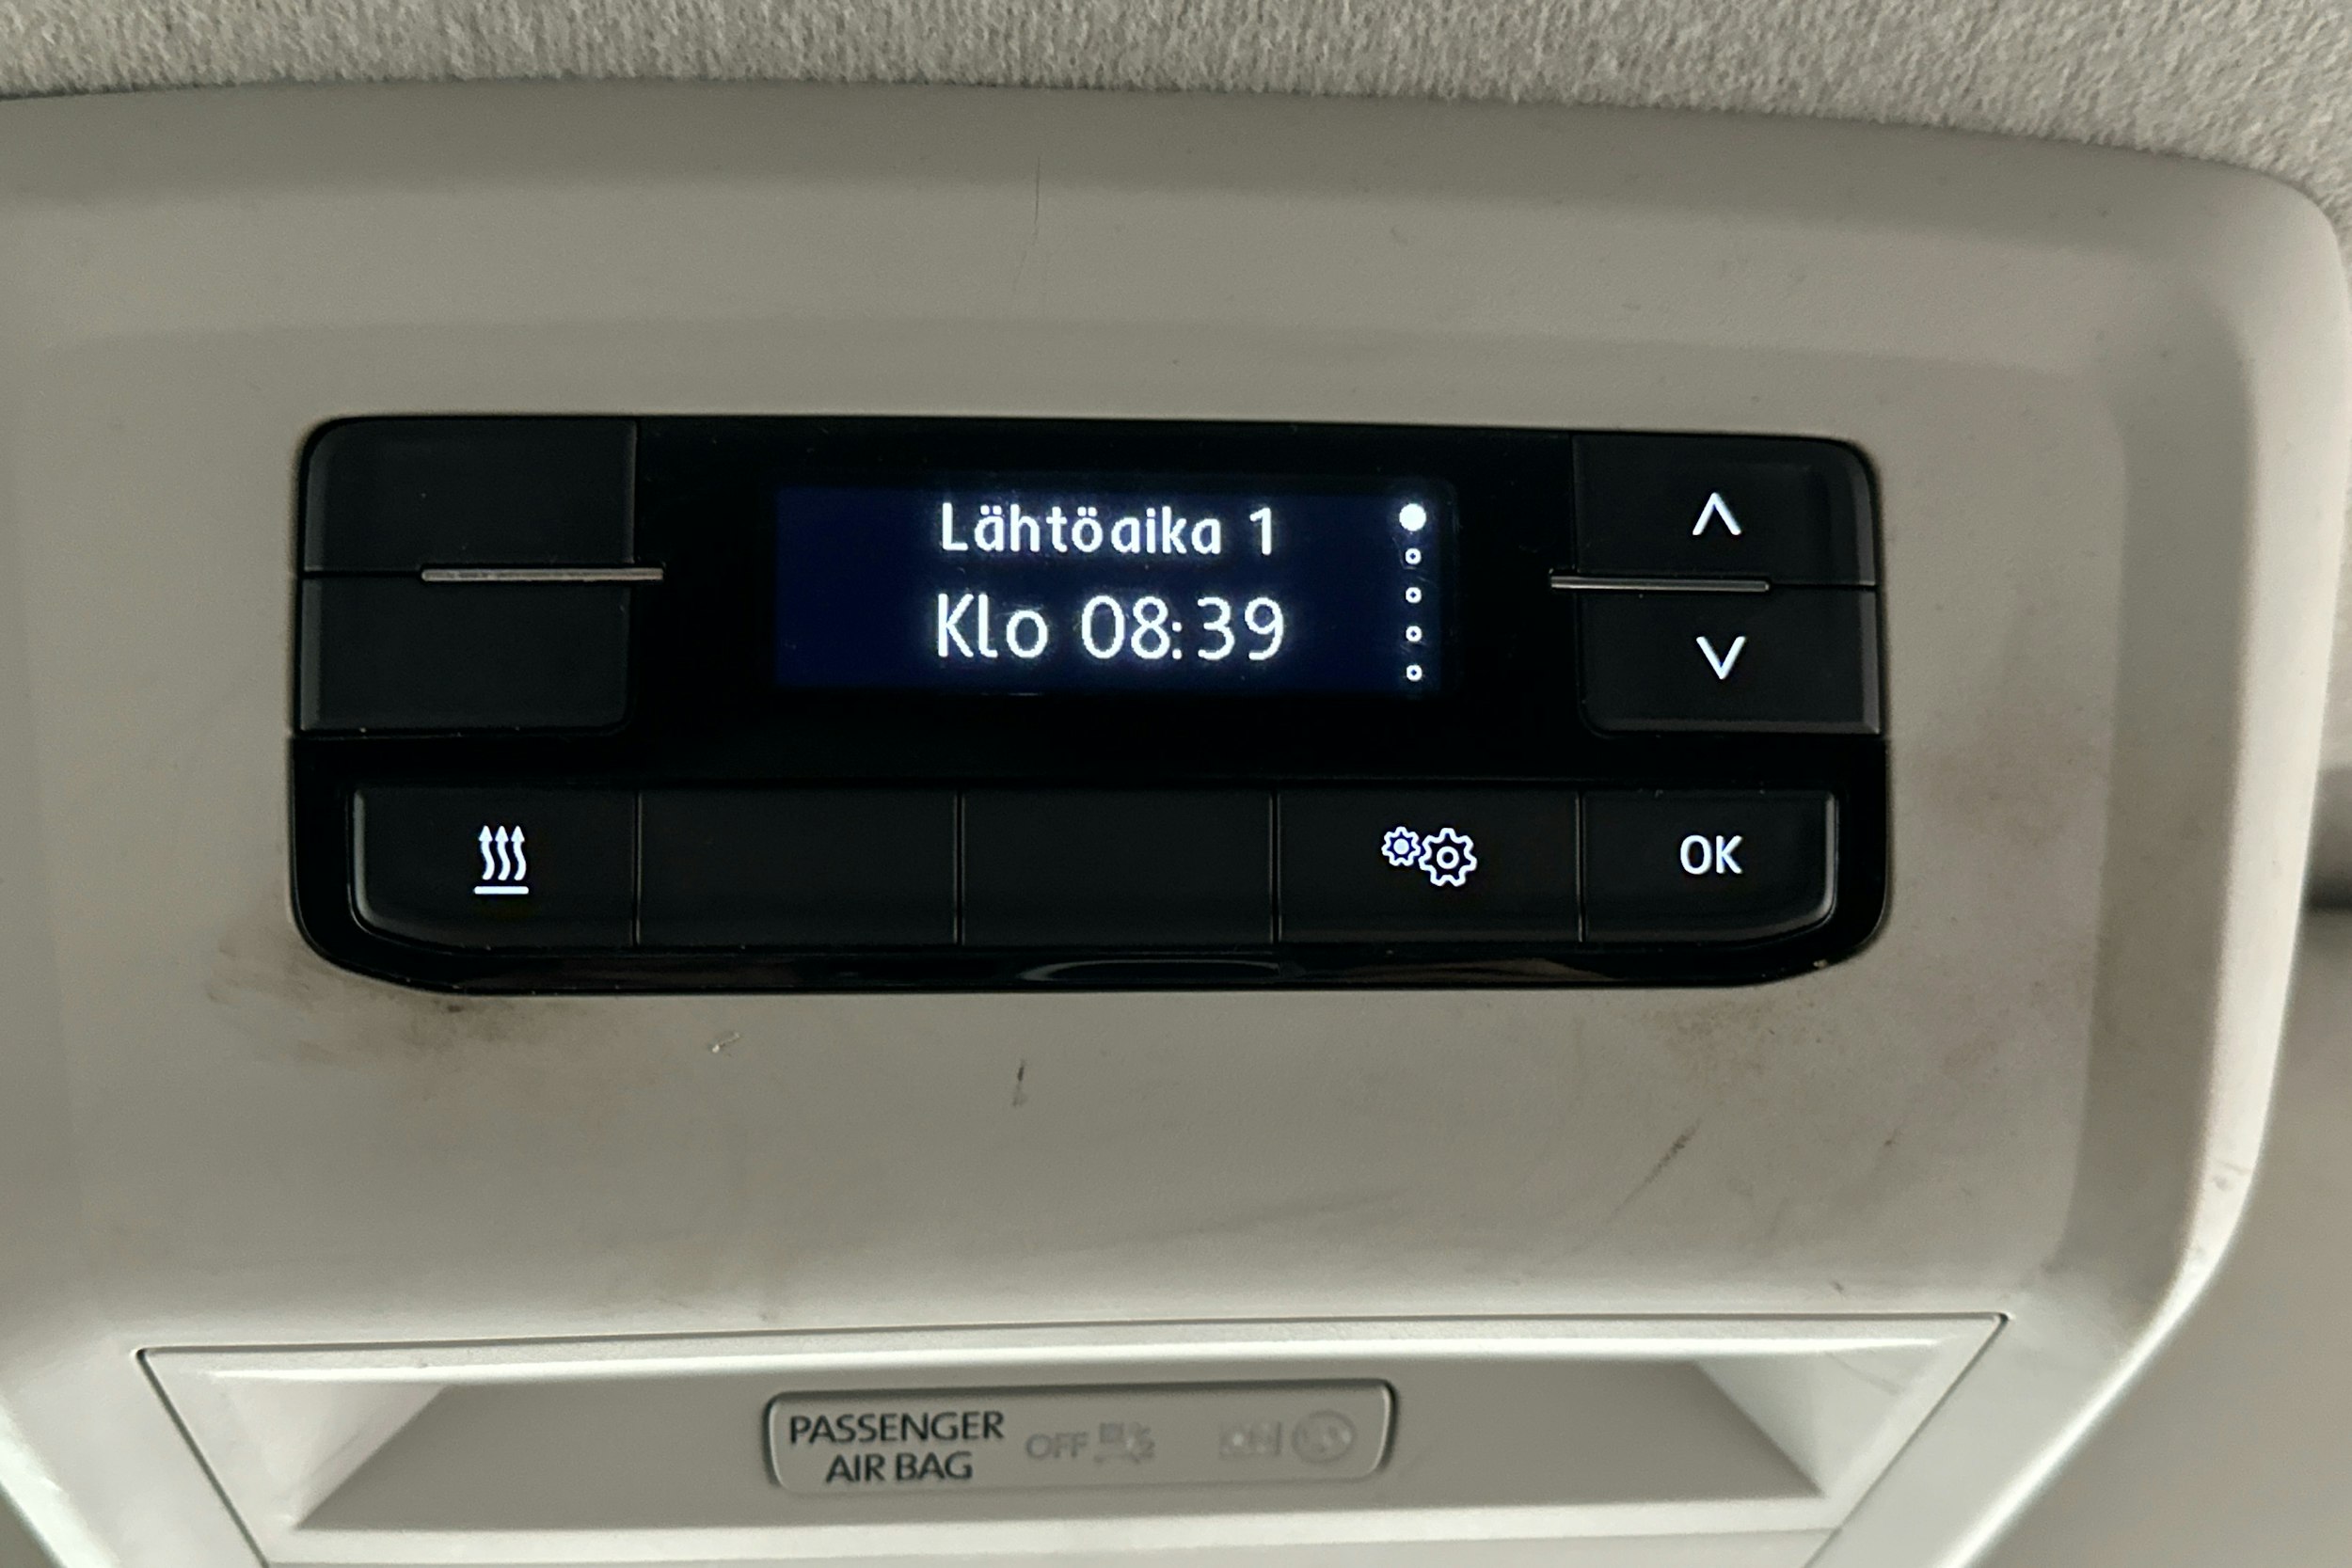 Lähtöaika 1
Klo 08:39
OK
PASSENGER
AIR BAG
OFF